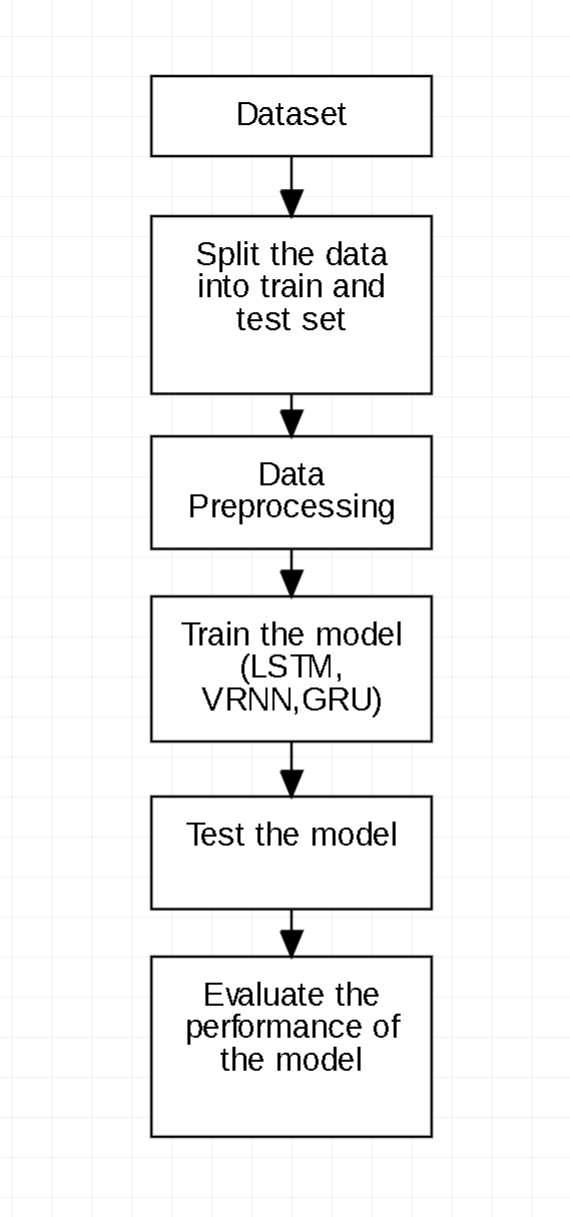 Dataset
Split the data
into train and
test set
Data
Preprocessing
Train the model
(LSTM,
VRNN,GRU)
Test the model
Evaluate the
performance of
the model